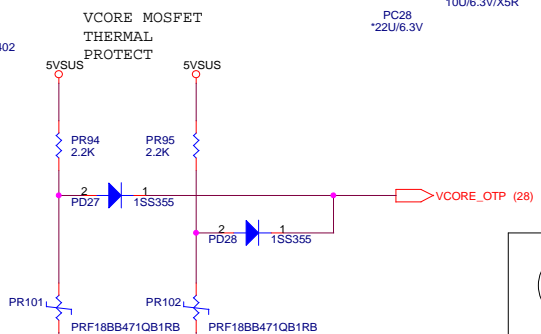 10U/6.3V/X5R
PC28
*22U/6.3V
VCORE MOSFET
THERMAL
PROTECT
402
5VSUS
5VSUS
PR94
2.2K
PR95
2.2K
2
1
PD27
1SS355
VCORE_OTP (28)
2
1
PD28
1SS355
PR101
PR102
PRF18BB471QB1RB
PRF18BB471QB1RB